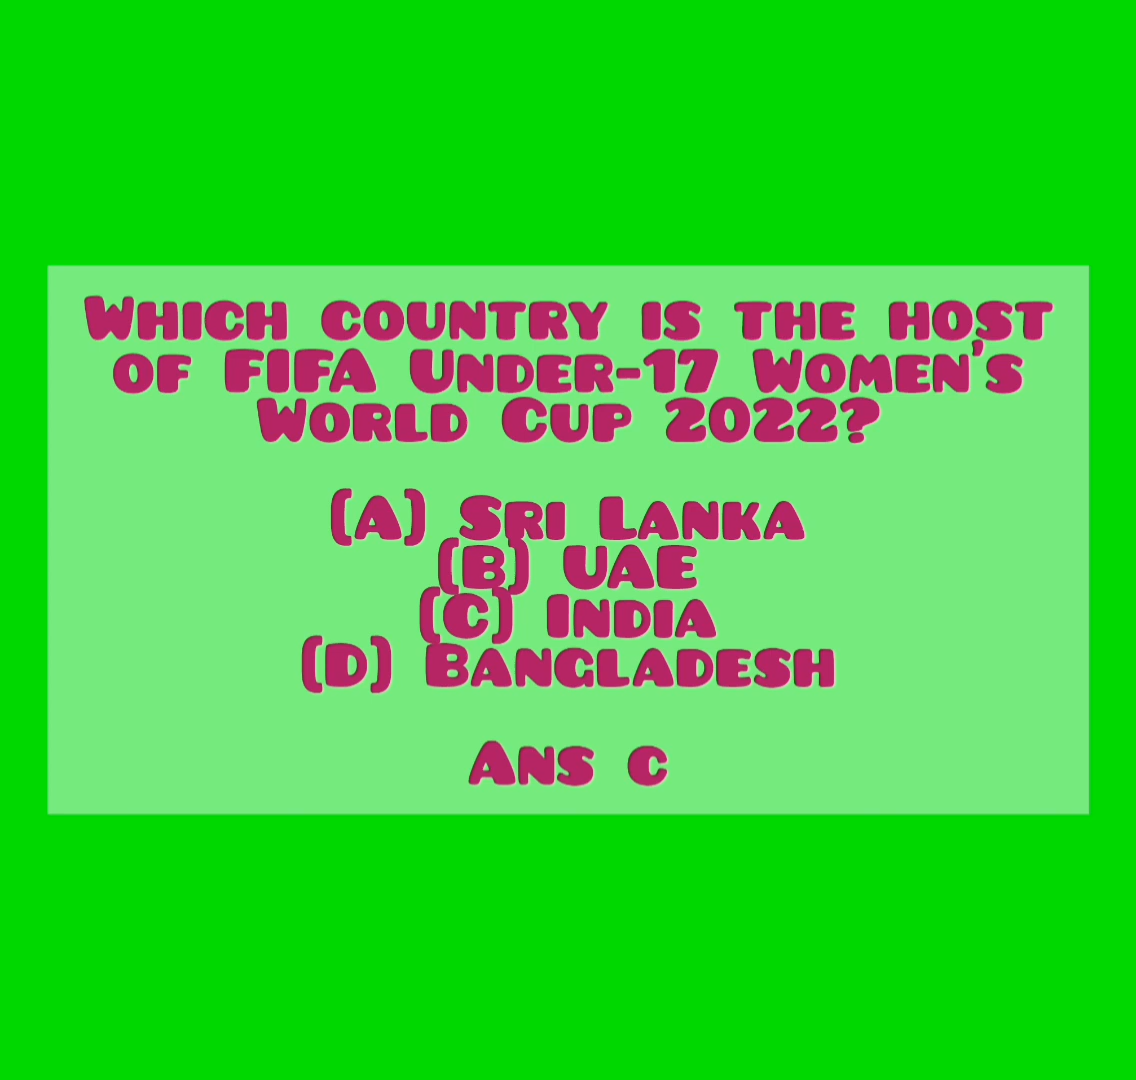 Which country is the host
of FIFA Under-17 Women's
World Cup 2022?
(A) Sri Lanka
(B) UAE
(C) India
(D) Bangladesh
Ans c